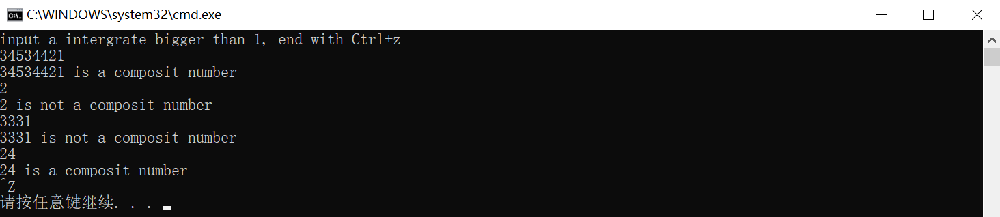 C:\WINDOWS\system32\cmd.exe
input a intergrate bigger than 1, end with Ctrl+z
34534421
34534421 is a composit number
2
2 is not a composit number
3331
3331 is not a composit number
24
24 is a composit number
^Z
请按任意键继续. . .